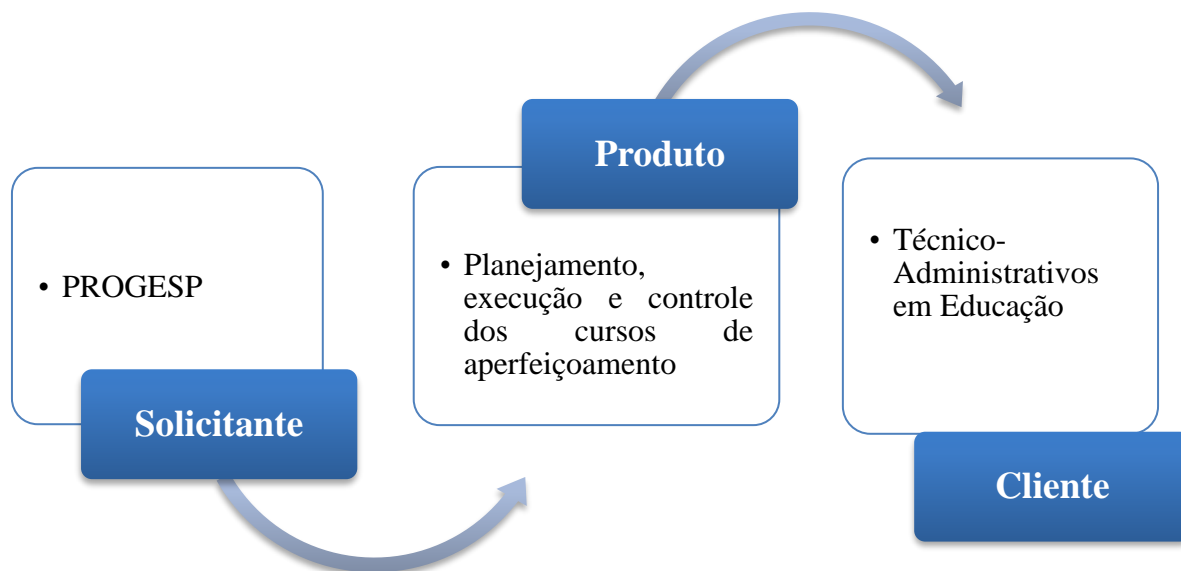 • PROGESP
Solicitante
Produto
• Planejamento,
execução e controle
dos cursos de
aperfeiçoamento
• Técnico-
Administrativos
em Educação
Cliente